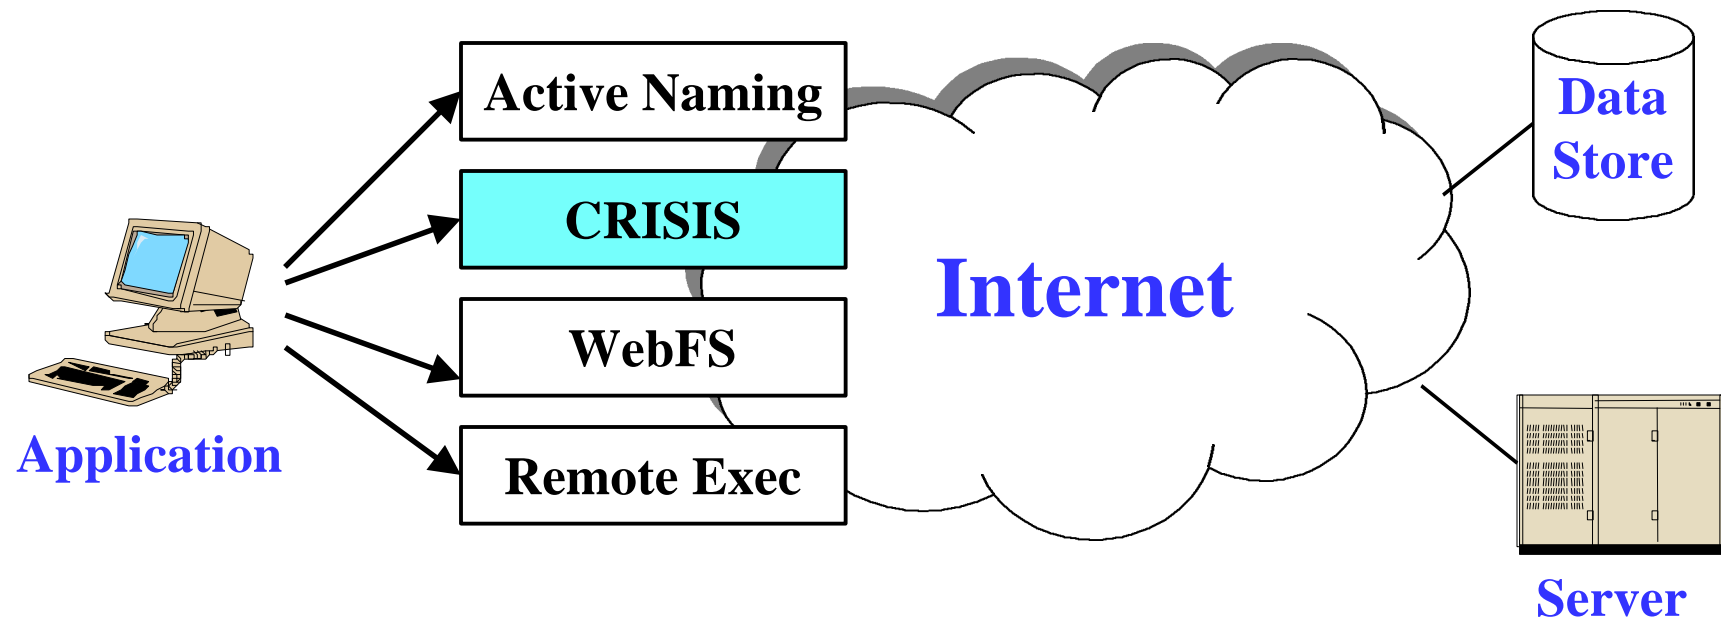 Active Naming
CRISIS
WebFS
Remote Exec
Application
Internet
Data
Store
Server